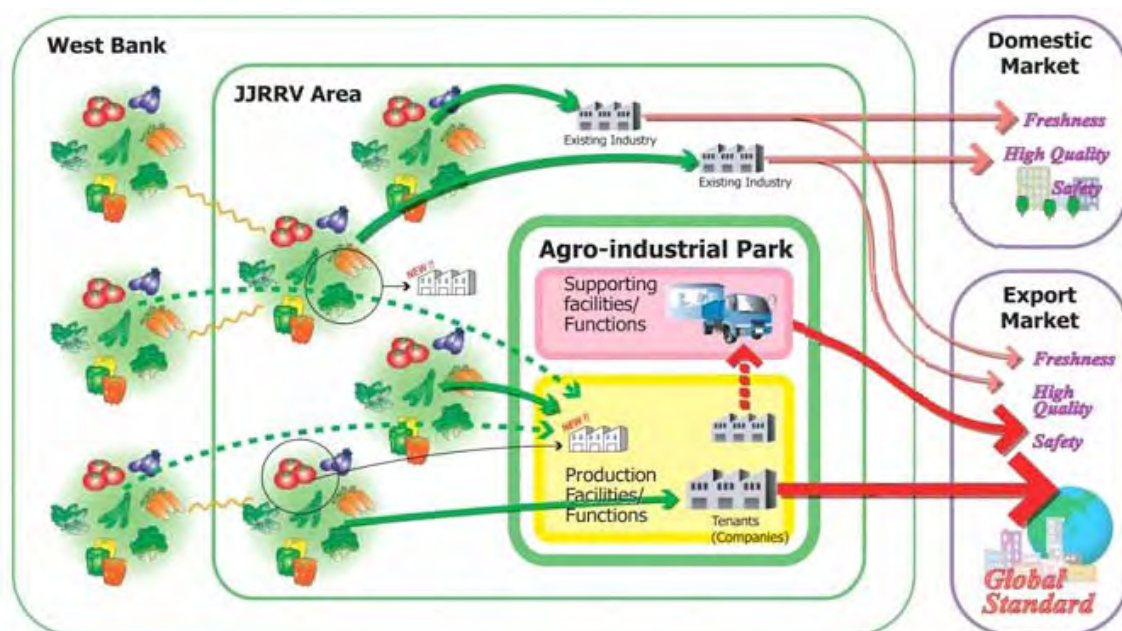 West Bank
JJRRV Area
Existing Industry
Existing Industry
NEW !!
Agro-industrial Park
Supporting
facilities/
Functions
NEW !!
Production
Facilities/
Functions
Tenants
(Companies)
Domestic
Market
Freshness
High Quality
Safety
Export
Market
Freshness
High
Quality
Safety
Global
Standard